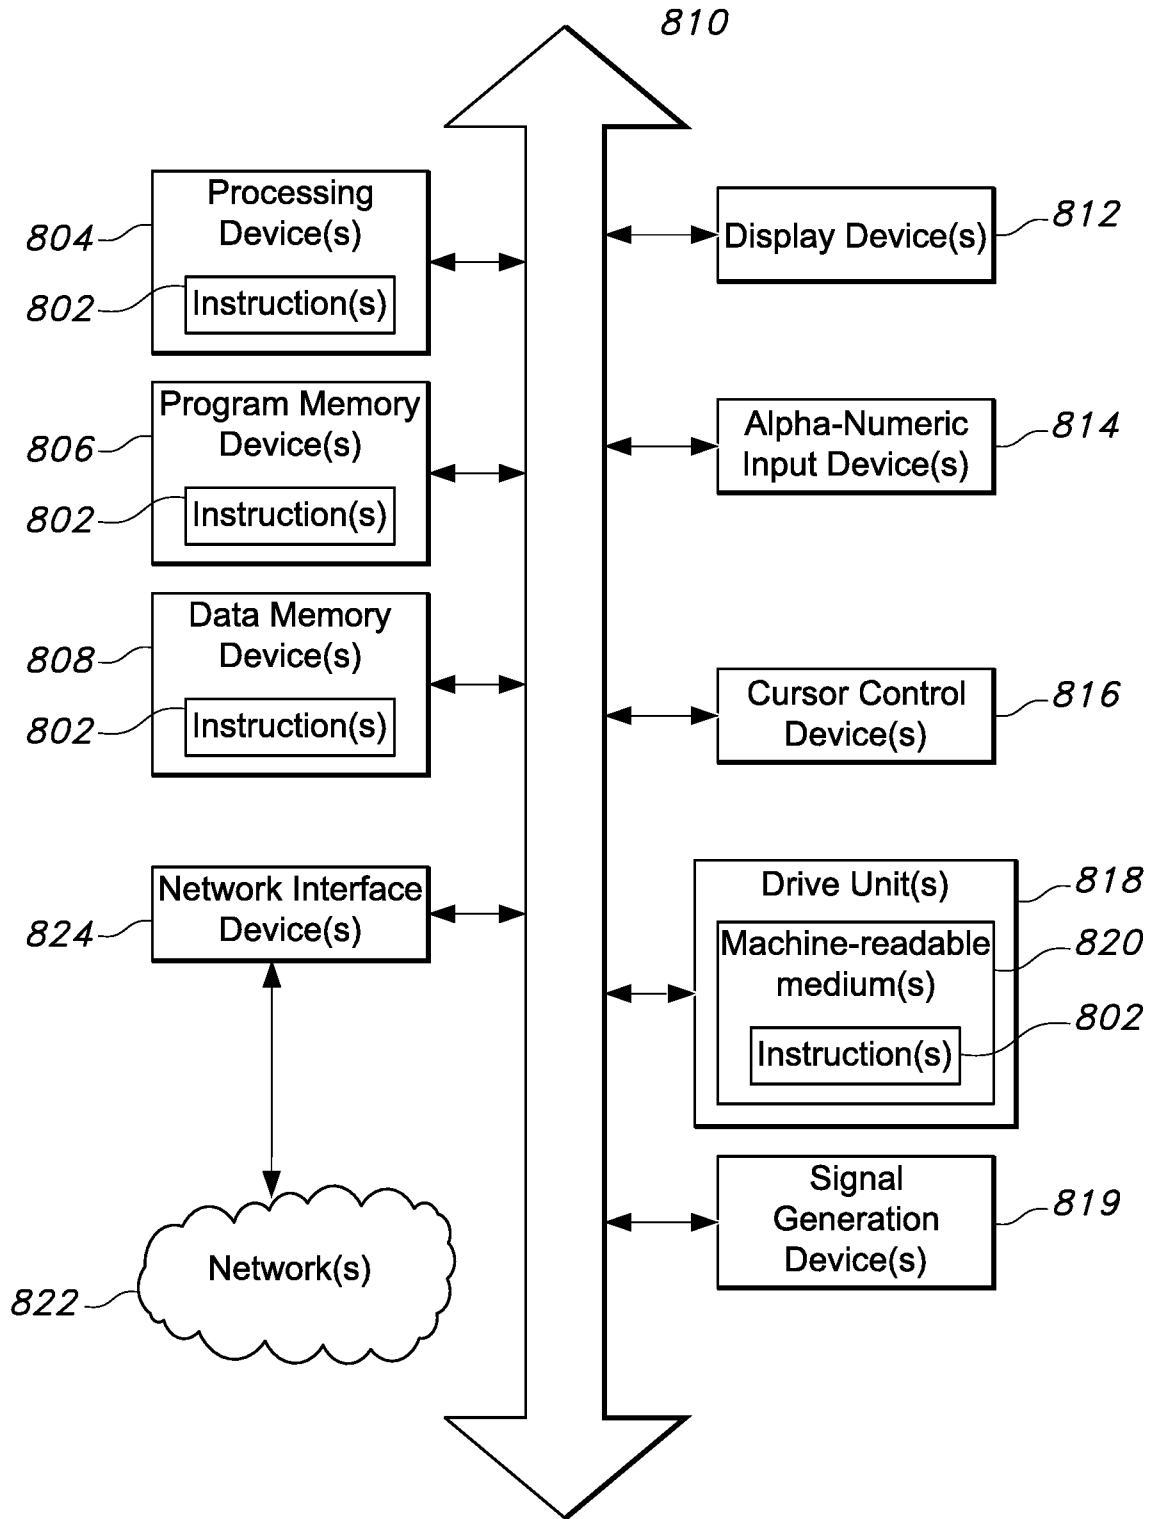 810
Processing
Device(s)
804
802
Instruction(s)
Program Memory
Device(s)
806
802
Instruction(s)
Data Memory
Device(s)
808
802
Instruction(s)
Network Interface
Device(s)
824
Network(s)
822
Display Device(s)
812
Alpha-Numeric
Input Device(s)
814
Cursor Control
Device(s)
816
Drive Unit(s)
818
Machine-readable
medium(s)
820
Instruction(s)
802
Signal
Generation
Device(s)
819